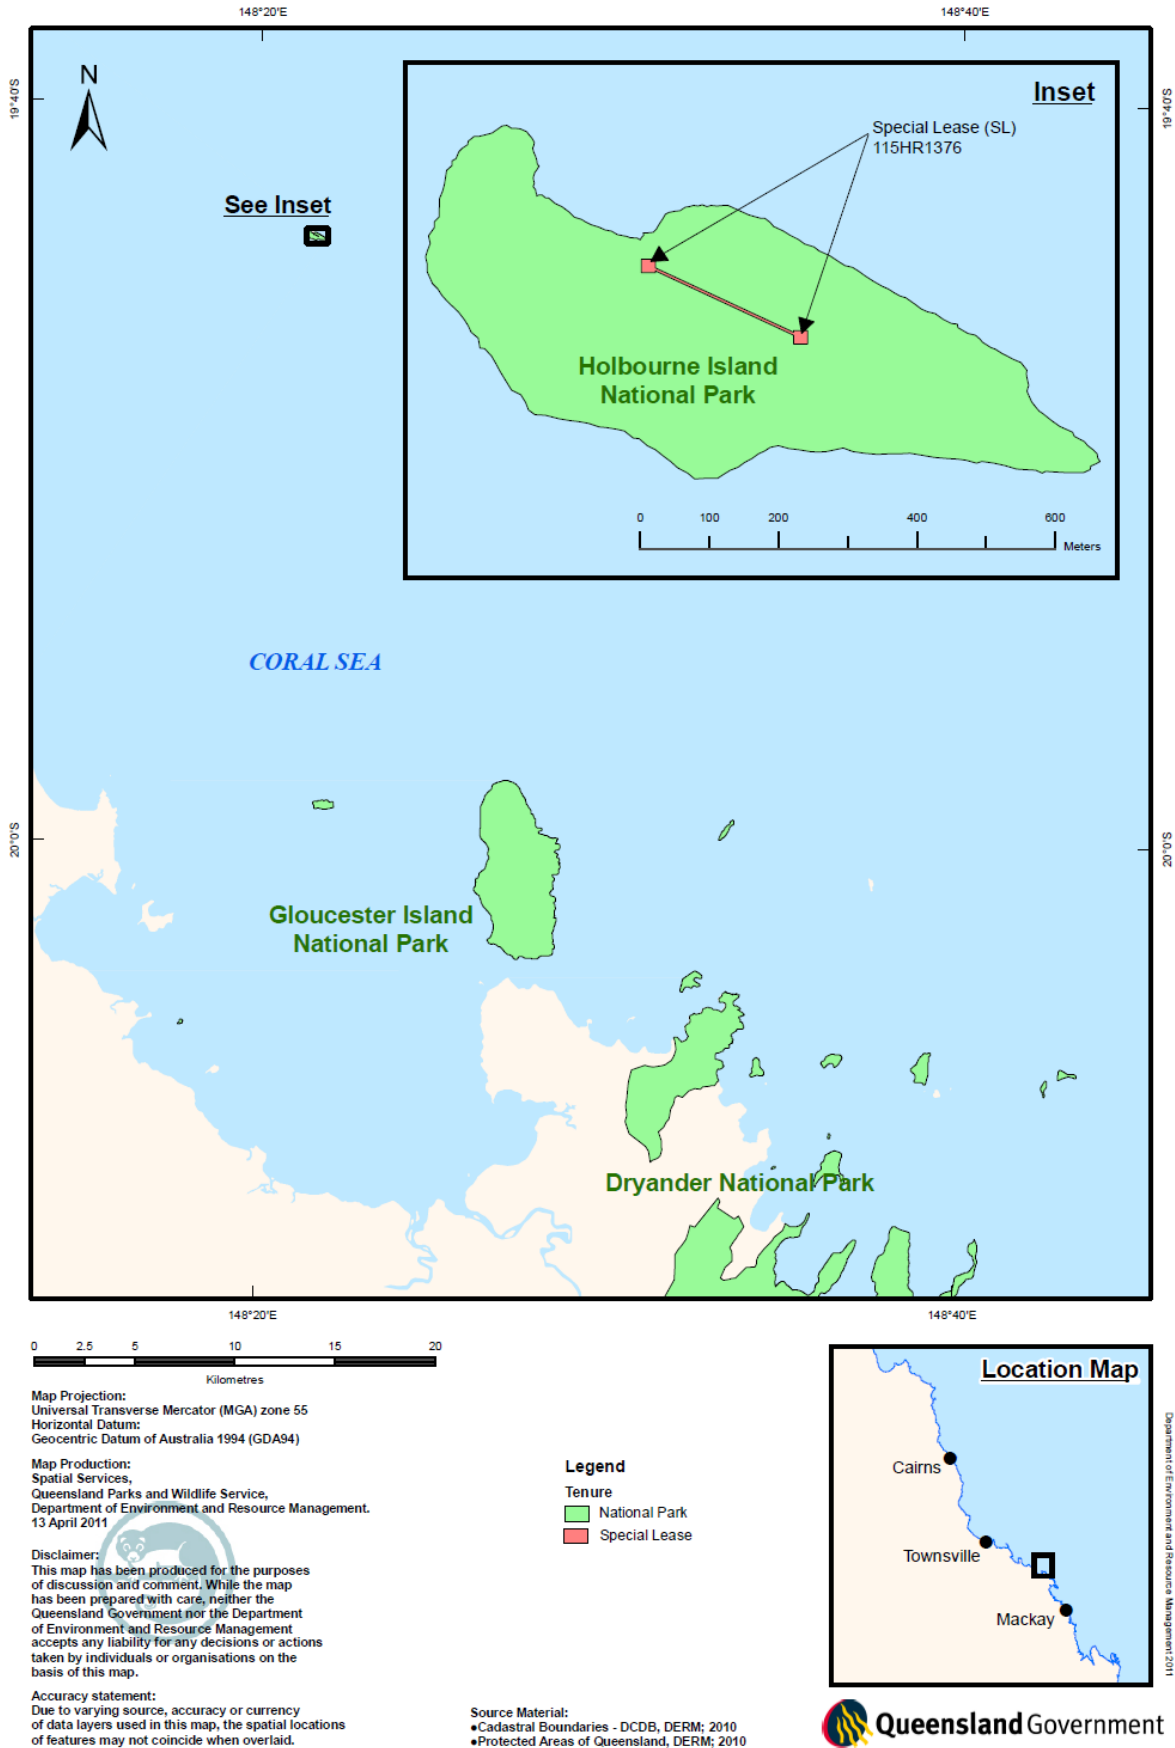 148°20'E
148°40'E
19°40'S
19°40'S
N
Inset
Special Lease (SL)
115HR1376
See Inset
Holbourne Island
National Park
0 100 200 400 600
Meters
CORAL SEA
20°0'S
20°0'S
Gloucester Island
National Park
Dryander National Park
148°20'E
148°40'E
0 2.5 5 10 15 20
Kilometres
Map Projection:
Universal Transverse Mercator (MGA) zone 55
Horizontal Datum:
Geocentric Datum of Australia 1994 (GDA94)
Map Production:
Spatial Services,
Queensland Parks and Wildlife Service,
Department of Environment and Resource Management.
13 April 2011
Disclaimer:
This map has been produced for the purposes
of discussion and comment. While the map
has been prepared with care, neither the
Queensland Government nor the Department
of Environment and Resource Management
accepts any liability for any decisions or actions
taken by individuals or organisations on the
basis of this map.
Accuracy statement:
Due to varying source, accuracy or currency
of data layers used in this map, the spatial locations
of features may not coincide when overlaid.
Legend
Tenure
National Park
Special Lease
Source Material:
●Cadastral Boundaries - DCDB, DERM; 2010
●Protected Areas of Queensland, DERM; 2010
Location Map
Cairns
Townsville
Mackay
Department of Environment and Resource Management 2011
Queensland Government